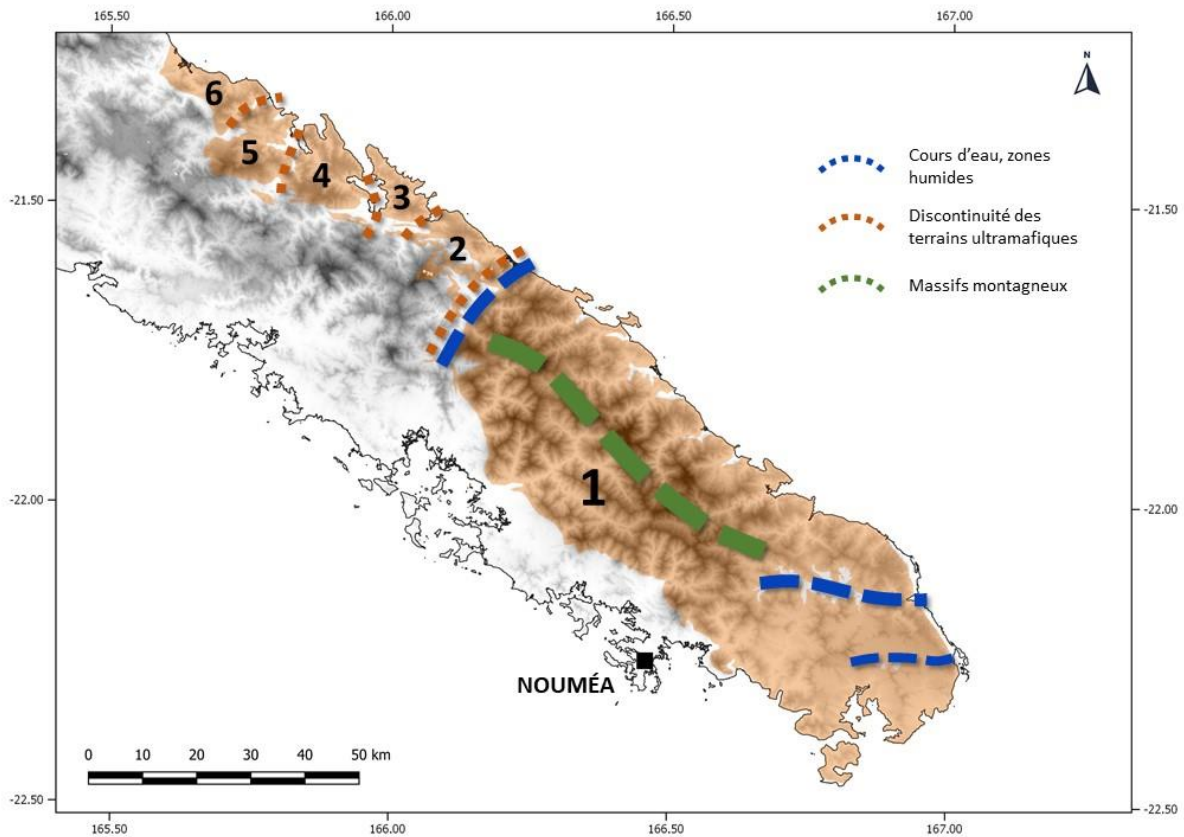 165.50 166.00 166.50 167.00
N
6
5
4
3
2
1
Cours d'eau, zones
humides
Discontinuité des
terrains ultramafiques
Massifs montagneux
-21.50 -21.50
-22.00 -22.00
NOUMÉA
0 10 20 30 40 50 km
-22.50 -22.50
165.50 166.00 166.50 167.00